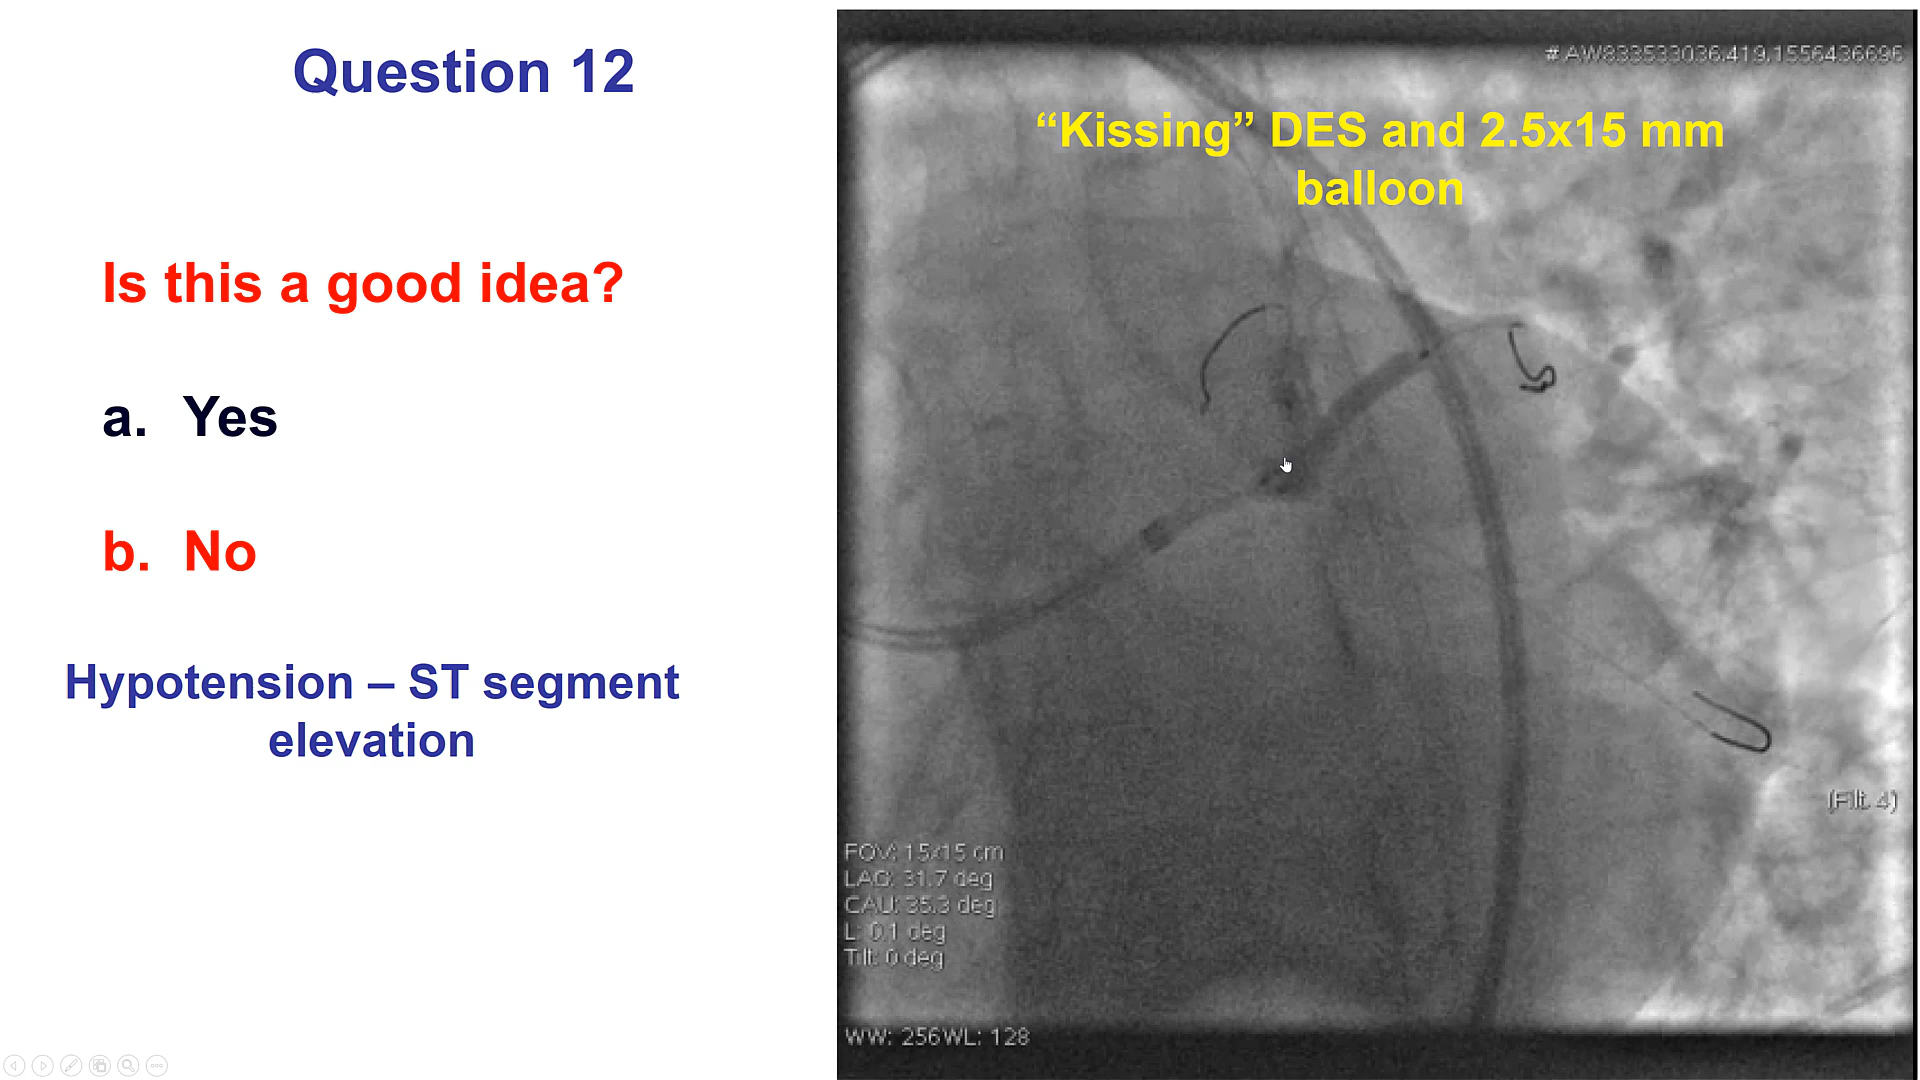 Question 12
Is this a good idea?
a. Yes
b. No
Hypotension – ST segment
elevation
# AW833533036.419.1556436696
“Kissing” DES and 2.5x15 mm
balloon
(Filt. 4)
FOV: 15x15 cm
LAO: 31.7 deg
CAU: 35.3 deg
L: 0.1 deg
Tilt: 0 deg
WW: 256WL: 128